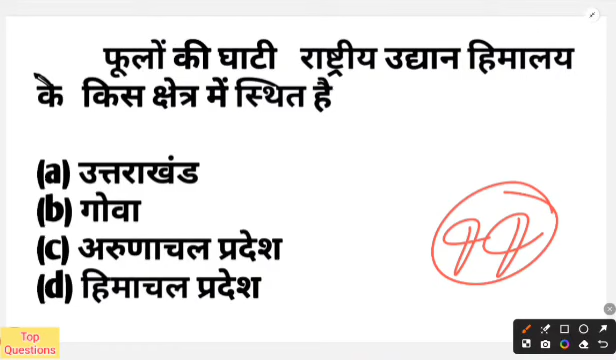 फूलों की घाटी राष्ट्रीय उद्यान हिमालय
के किस क्षेत्र में स्थित है
(a) उत्तराखंड
(b) गोवा
(c) अरुणाचल प्रदेश
(d) हिमाचल प्रदेश
Top
Questions